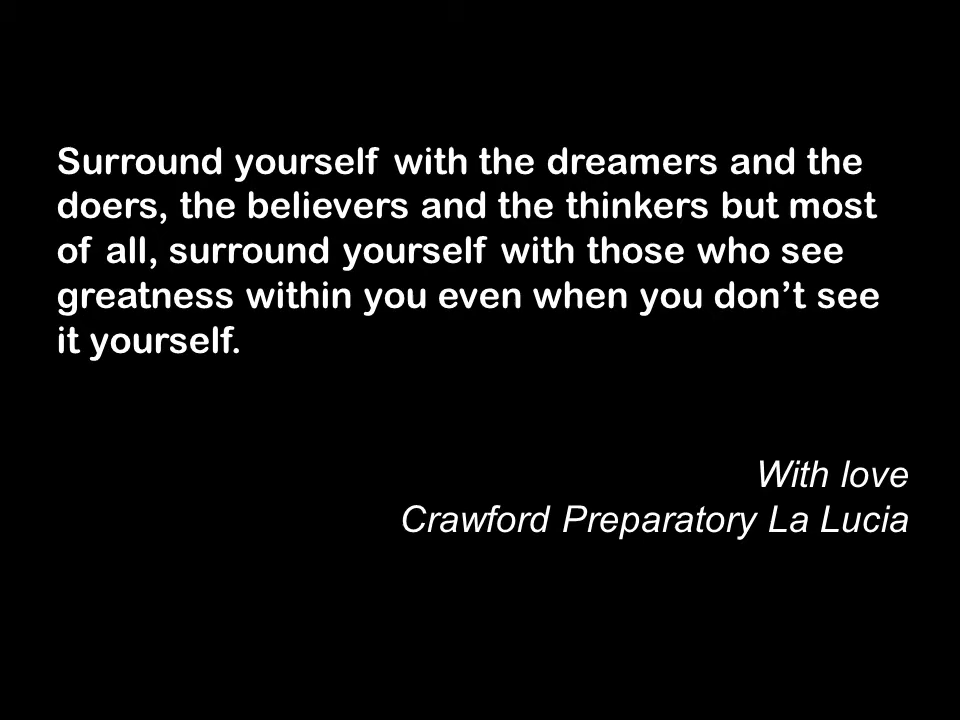 Surround yourself with the dreamers and the
doers, the believers and the thinkers but most
of all, surround yourself with those who see
greatness within you even when you don’t see
it yourself.
With love
Crawford Preparatory La Lucia